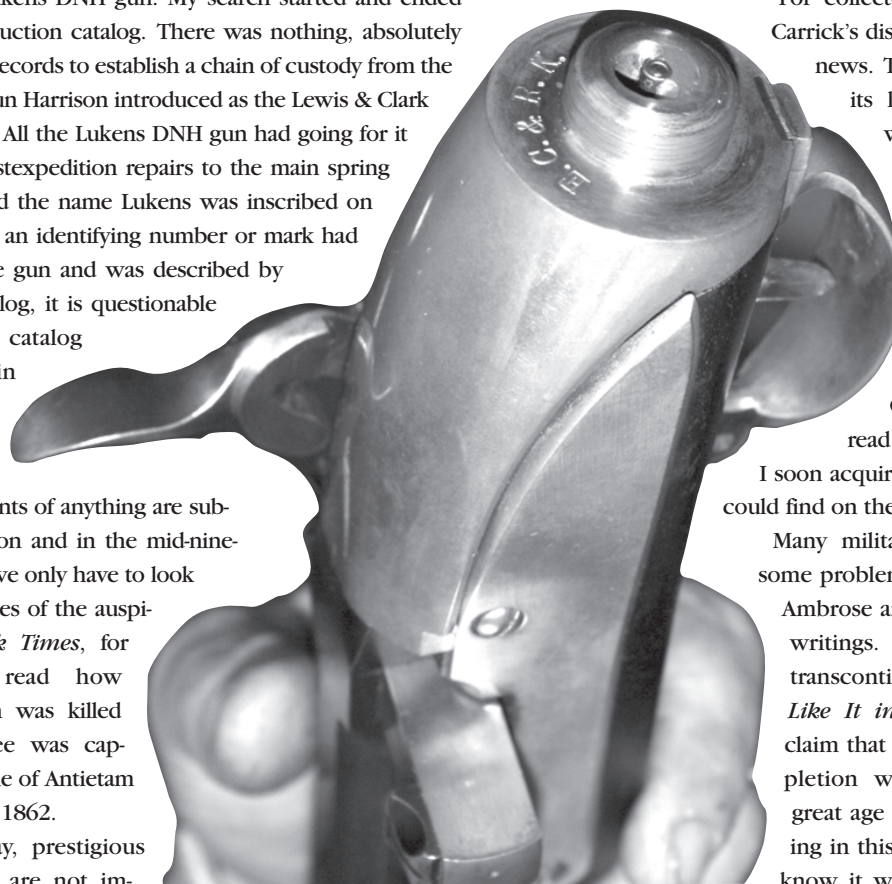 ukens DNH gun. My search started and ended
uction catalog. There was nothing, absolutely
ecords to establish a chain of custody from the
un Harrison introduced as the Lewis & Clark
All the Lukens DNH gun had going for it
stexpedition repairs to the main spring
d the name Lukens was inscribed on
an identifying number or mark had
e gun and was described by
log, it is questionable
catalog
in
nts of anything are sub-
on and in the mid-nine-
ve only have to look
es of the auspi-
k Times, for
read how
n was killed
ee was cap-
le of Antietam
1862.
ay, prestigious
are not im-
E. C. & R. K.
For collect
Carrick's dis
news. T
its l
w
read
I soon acquir
could find on the
Many milita
some problem
Ambrose a
writings.
transconti
Like It in
claim that
pletion w
great age
ing in this
know it w